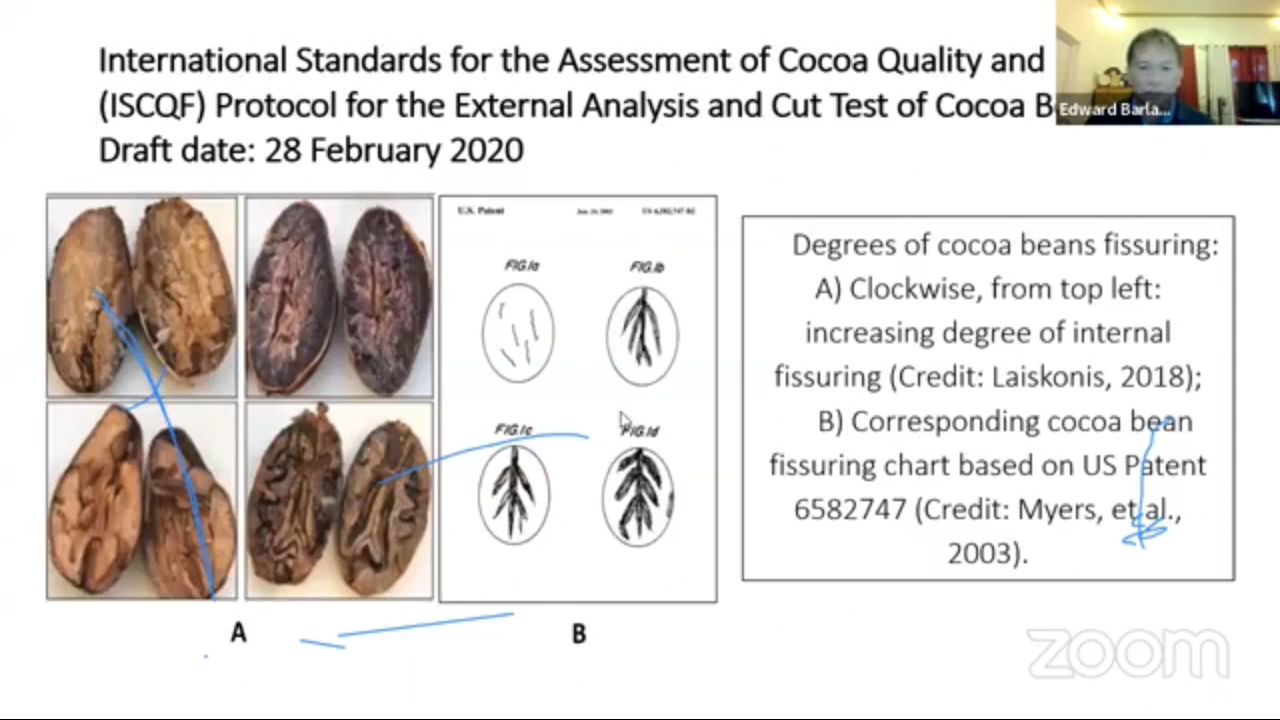 International Standards for the Assessment of Cocoa Quality and
(ISCQF) Protocol for the External Analysis and Cut Test of Cocoa B
Draft date: 28 February 2020
Edward Barla...
U.S. Patent
US 6,582,747 B2
FIG.1a
FIG.1b
FIG.1c
FIG.1d
A
B
Degrees of cocoa beans fissuring:
A) Clockwise, from top left:
increasing degree of internal
fissuring (Credit: Laiskonis, 2018);
B) Corresponding cocoa bean
fissuring chart based on US Patent
6582747 (Credit: Myers, et al.,
2003).
zoom